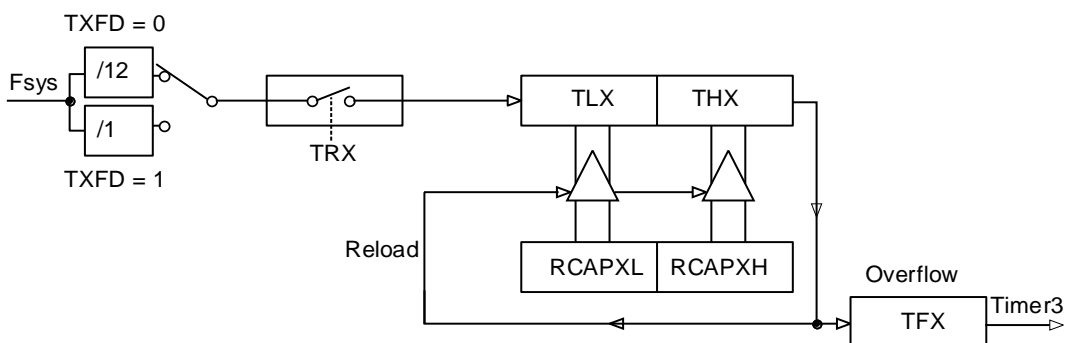 TXFD = 0
Fsys
/12
/1
TXFD = 1
TRX
TLX
THX
Reload
RCAPXL
RCAPXH
Overflow
TFX
Timer3